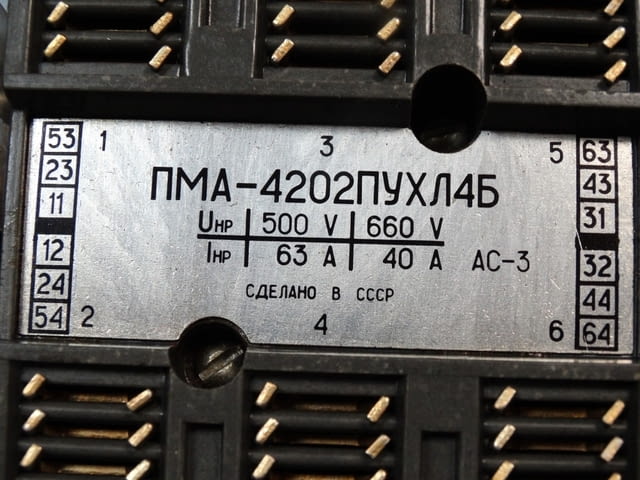 53 1 3 5 63
23 ПМА-4202ПУХЛ4Б 43
11 Uнр 500 V 660 V 31
12 Iнр 63 А 40 А АС-3 32
24 СДЕЛАНО В СССР 44
54 2 4 6 64